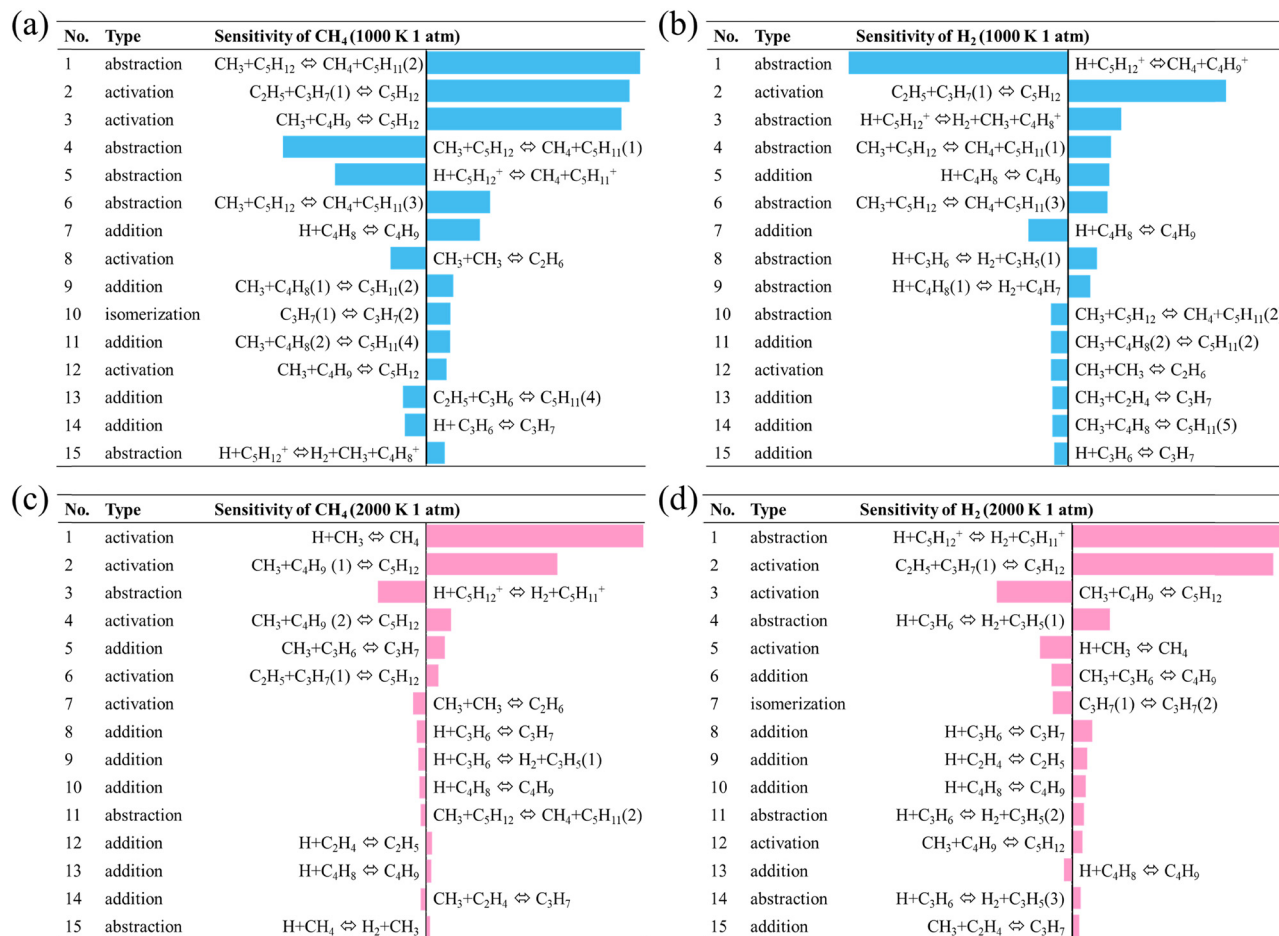 (a)
No. Type Sensitivity of CH₄ (1000 K 1 atm)
1 abstraction CH₃+C₅H₁₂ ⇔ CH₄+C₅H₁₁(2)
2 activation C₂H₅+C₃H₇(1) ⇔ C₅H₁₂
3 activation CH₃+C₄H₉ ⇔ C₅H₁₂
4 abstraction CH₃+C₅H₁₂ ⇔ CH₄+C₅H₁₁(1)
5 abstraction H+C₅H₁₂⁺ ⇔ CH₄+C₅H₁₁⁺
6 abstraction CH₃+C₅H₁₂ ⇔ CH₄+C₅H₁₁(3)
7 addition H+C₄H₈ ⇔ C₄H₉
8 activation CH₃+CH₃ ⇔ C₂H₆
9 addition CH₃+C₄H₈(1) ⇔ C₅H₁₁(2)
10 isomerization C₃H₇(1) ⇔ C₃H₇(2)
11 addition CH₃+C₄H₈(2) ⇔ C₅H₁₁(4)
12 activation CH₃+C₄H₉ ⇔ C₅H₁₂
13 addition C₂H₅+C₃H₆ ⇔ C₅H₁₁(4)
14 addition H+C₃H₆ ⇔ C₃H₇
15 abstraction H+C₅H₁₂⁺ ⇔H₂+CH₃+C₄H₈⁺
(b)
No. Type Sensitivity of H₂ (1000 K 1 atm)
1 abstraction H+C₅H₁₂⁺ ⇔CH₄+C₄H₉⁺
2 activation C₂H₅+C₃H₇(1) ⇔ C₅H₁₂
3 abstraction H+C₅H₁₂⁺ ⇔H₂+CH₃+C₄H₈⁺
4 abstraction CH₃+C₅H₁₂ ⇔ CH₄+C₅H₁₁(1)
5 addition H+C₄H₈ ⇔ C₄H₉
6 abstraction CH₃+C₅H₁₂ ⇔ CH₄+C₅H₁₁(3)
7 addition H+C₄H₈ ⇔ C₄H₉
8 abstraction H+C₃H₆ ⇔ H₂+C₃H₅(1)
9 abstraction H+C₄H₈(1) ⇔ H₂+C₄H₇
10 abstraction CH₃+C₅H₁₂ ⇔ CH₄+C₅H₁₁(2
11 addition CH₃+C₄H₈(2) ⇔ C₅H₁₁(2)
12 activation CH₃+CH₃ ⇔ C₂H₆
13 addition CH₃+C₂H₄ ⇔ C₃H₇
14 addition CH₃+C₄H₈ ⇔ C₅H₁₁(5)
15 addition H+C₃H₆ ⇔ C₃H₇
(c)
No. Type Sensitivity of CH₄ (2000 K 1 atm)
1 activation H+CH₃ ⇔ CH₄
2 activation CH₃+C₄H₉ (1) ⇔ C₅H₁₂
3 abstraction H+C₅H₁₂⁺ ⇔ H₂+C₅H₁₁⁺
4 activation CH₃+C₄H₉ (2) ⇔ C₅H₁₂
5 addition CH₃+C₃H₆ ⇔ C₃H₇
6 activation C₂H₅+C₃H₇(1) ⇔ C₅H₁₂
7 activation CH₃+CH₃ ⇔ C₂H₆
8 addition H+C₃H₆ ⇔ C₃H₇
9 addition H+C₃H₆ ⇔ H₂+C₃H₅(1)
10 addition H+C₄H₈ ⇔ C₄H₉
11 abstraction CH₃+C₅H₁₂ ⇔ CH₄+C₅H₁₁(2)
12 addition H+C₂H₄ ⇔ C₂H₅
13 addition H+C₄H₈ ⇔ C₄H₉
14 addition CH₃+C₂H₄ ⇔ C₃H₇
15 abstraction H+CH₄ ⇔ H₂+CH₃
(d)
No. Type Sensitivity of H₂ (2000 K 1 atm)
1 abstraction H+C₅H₁₂⁺ ⇔ H₂+C₅H₁₁⁺
2 activation C₂H₅+C₃H₇(1) ⇔ C₅H₁₂
3 activation CH₃+C₄H₉ ⇔ C₅H₁₂
4 abstraction H+C₃H₆ ⇔ H₂+C₃H₅(1)
5 activation H+CH₃ ⇔ CH₄
6 addition CH₃+C₃H₆ ⇔ C₄H₉
7 isomerization C₃H₇(1) ⇔ C₃H₇(2)
8 addition H+C₃H₆ ⇔ C₃H₇
9 addition H+C₂H₄ ⇔ C₂H₅
10 addition H+C₄H₈ ⇔ C₄H₉
11 abstraction H+C₃H₆ ⇔ H₂+C₃H₅(2)
12 activation CH₃+C₄H₉ ⇔ C₅H₁₂
13 addition H+C₄H₈ ⇔ C₄H₉
14 abstraction H+C₃H₆ ⇔ H₂+C₃H₅(3)
15 addition CH₃+C₂H₄ ⇔ C₃H₇